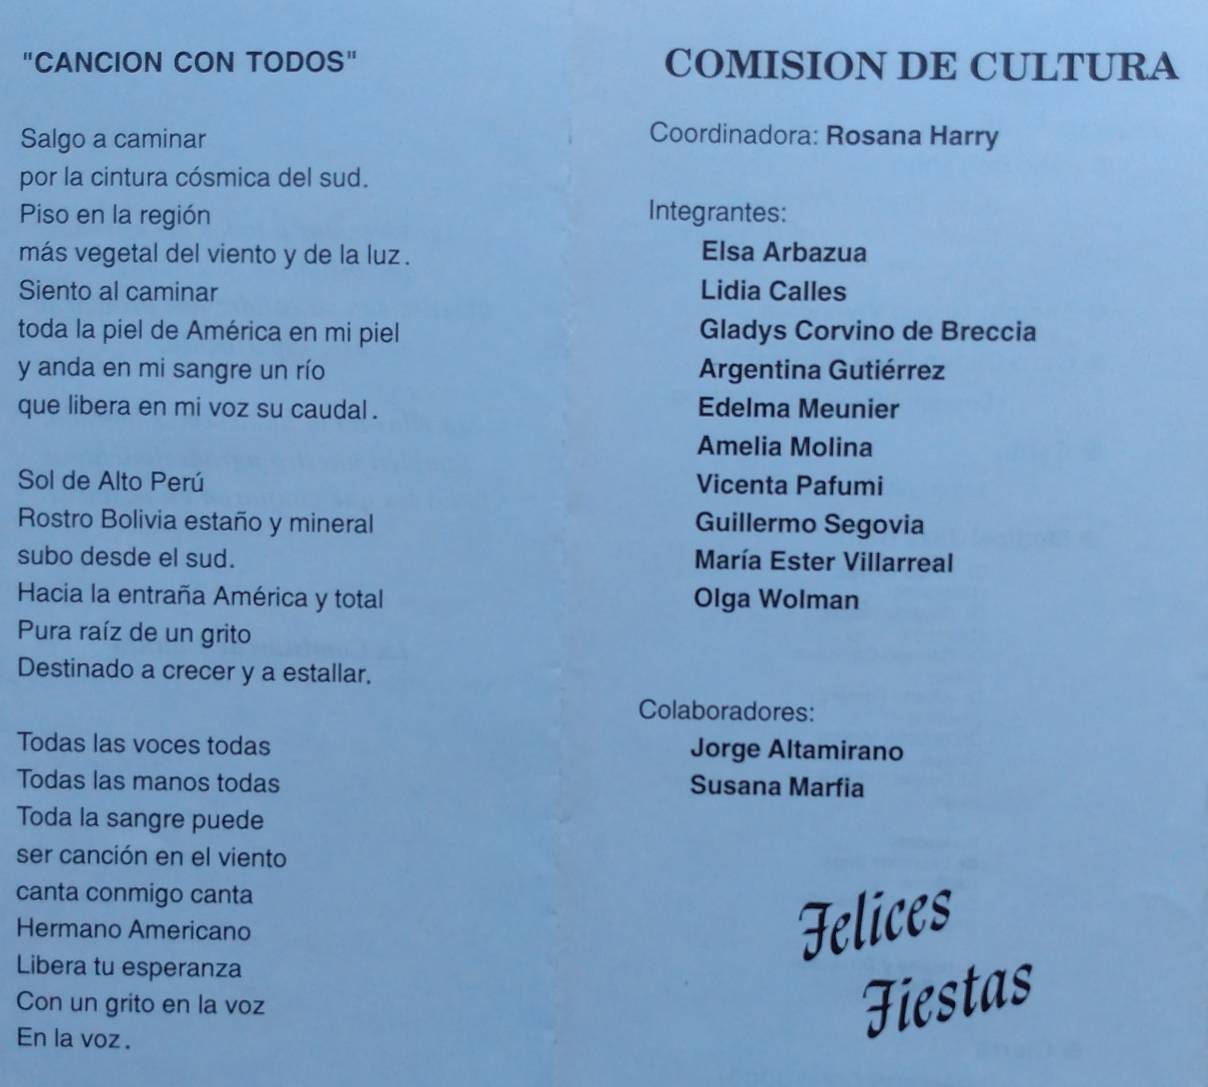 "CANCION CON TODOS"
Salgo a caminar
por la cintura cósmica del sud.
Piso en la región
más vegetal del viento y de la luz.
Siento al caminar
toda la piel de América en mi piel
y anda en mi sangre un río
que libera en mi voz su caudal.
Sol de Alto Perú
Rostro Bolivia estaño y mineral
subo desde el sud.
Hacia la entraña América y total
Pura raíz de un grito
Destinado a crecer y a estallar.
Todas las voces todas
Todas las manos todas
Toda la sangre puede
ser canción en el viento
canta conmigo canta
Hermano Americano
Libera tu esperanza
Con un grito en la voz
En la voz.
COMISION DE CULTURA
Coordinadora: Rosana Harry
Integrantes:
Elsa Arbazua
Lidia Calles
Gladys Corvino de Breccia
Argentina Gutiérrez
Edelma Meunier
Amelia Molina
Vicenta Pafumi
Guillermo Segovia
María Ester Villarreal
Olga Wolman
Colaboradores:
Jorge Altamirano
Susana Marfia
Felices
Fiestas